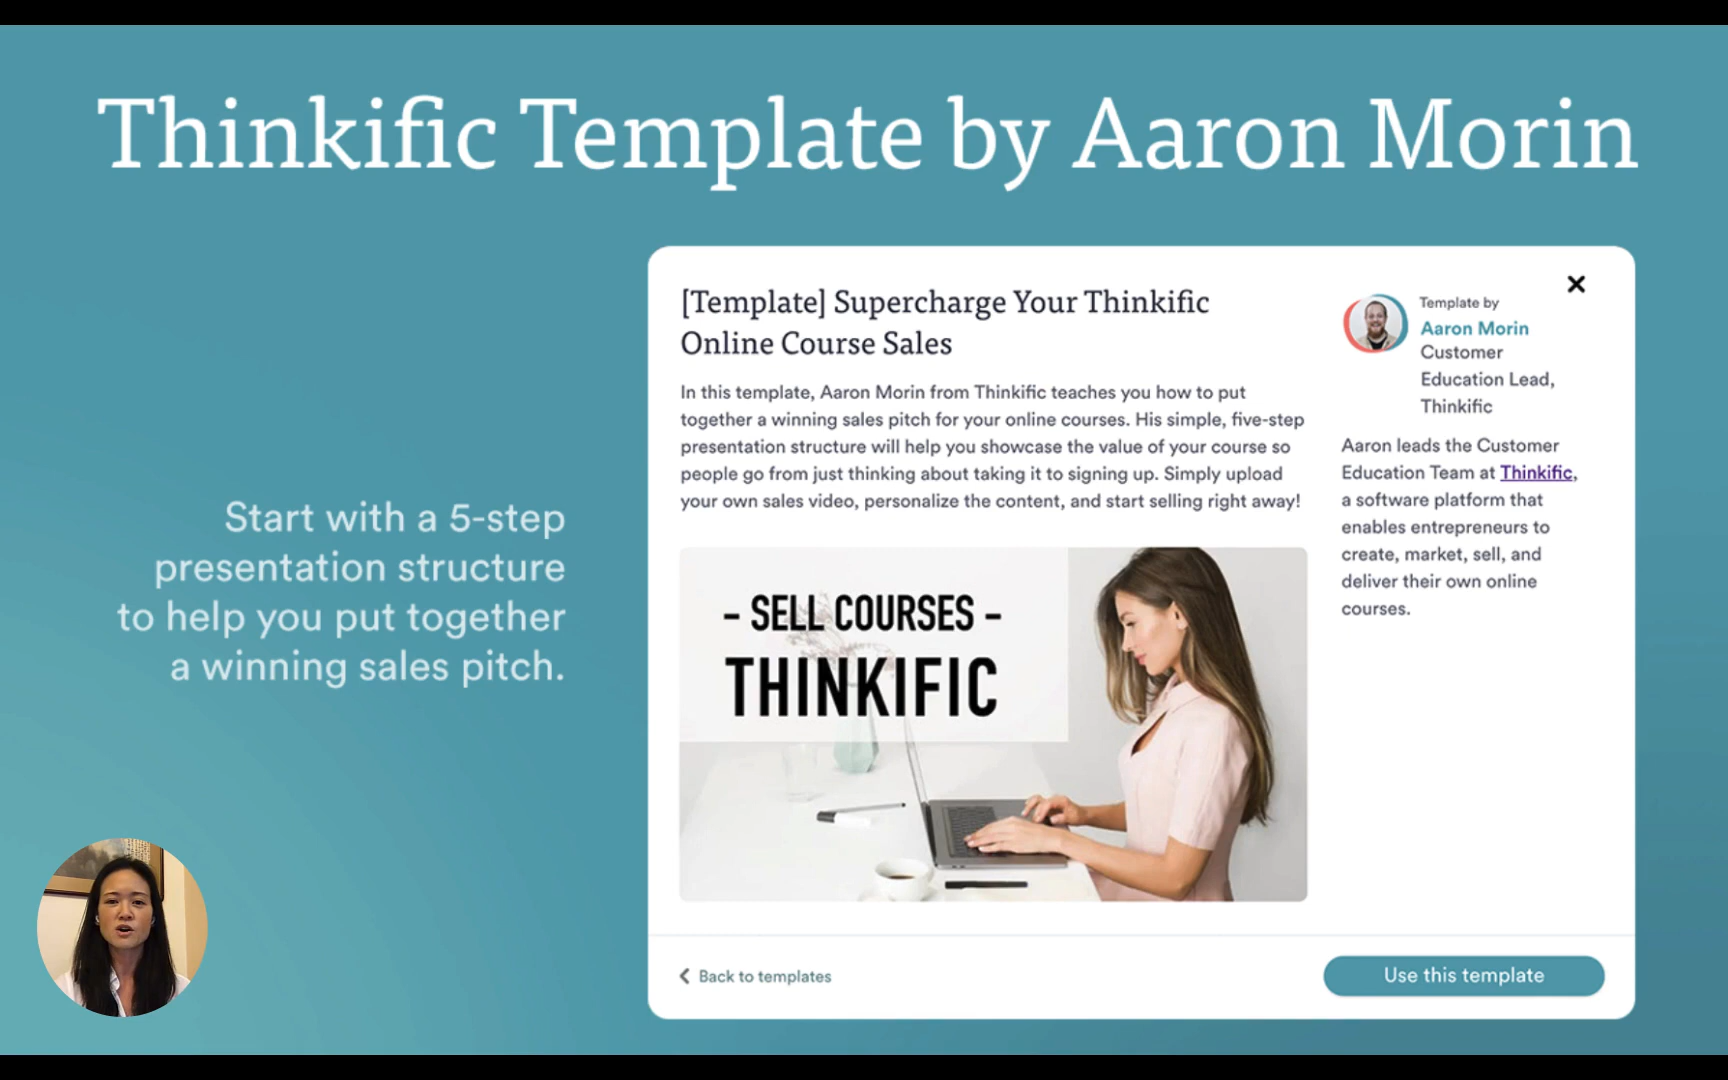 Thinkific Template by Aaron Morin
Start with a 5-step
presentation structure
to help you put together
a winning sales pitch.
[Template] Supercharge Your Thinkific
Online Course Sales
In this template, Aaron Morin from Thinkific teaches you how to put
together a winning sales pitch for your online courses. His simple, five-step
presentation structure will help you showcase the value of your course so
people go from just thinking about taking it to signing up. Simply upload
your own sales video, personalize the content, and start selling right away!
- SELL COURSES -
THINKIFIC
Template by
Aaron Morin
Customer
Education Lead,
Thinkific
Aaron leads the Customer
Education Team at Thinkific,
a software platform that
enables entrepreneurs to
create, market, sell, and
deliver their own online
courses.
Back to templates
Use this template